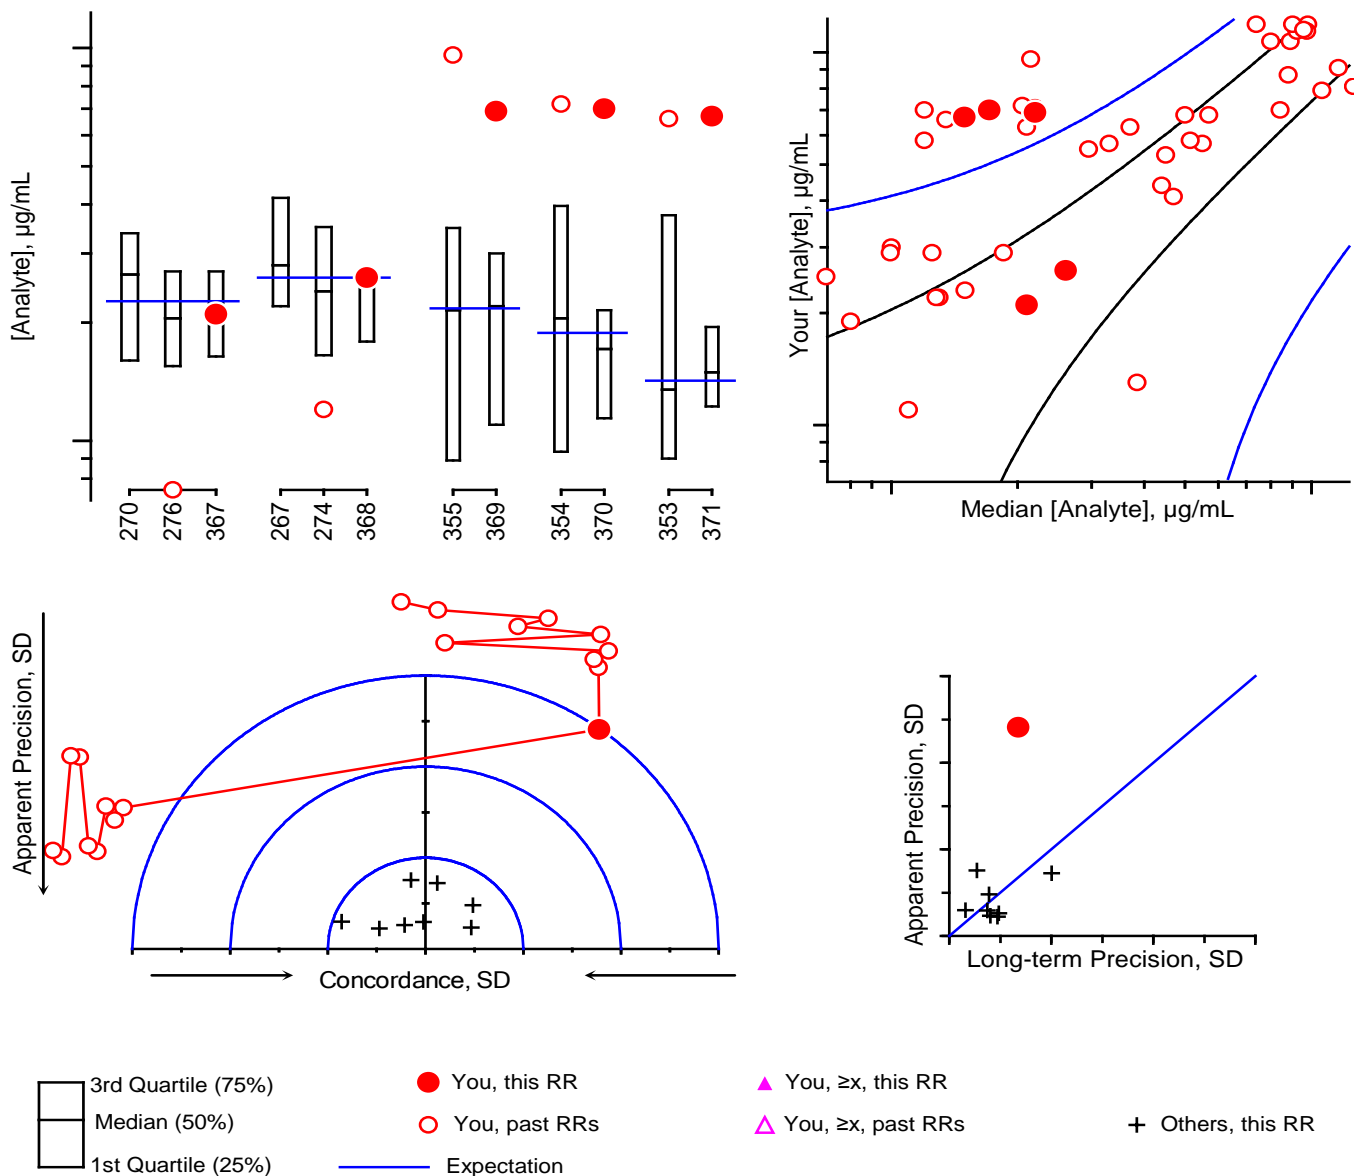 [Analyte], µg/mL
270
276
367
267
274
368
355
369
354
370
353
371
Your [Analyte], µg/mL
Median [Analyte], µg/mL
Apparent Precision, SD
Concordance, SD
Apparent Precision, SD
Long-term Precision, SD
3rd Quartile (75%)
Median (50%)
1st Quartile (25%)
You, this RR
You, past RRs
Expectation
You, ≥x, this RR
You, ≥x, past RRs
Others, this RR